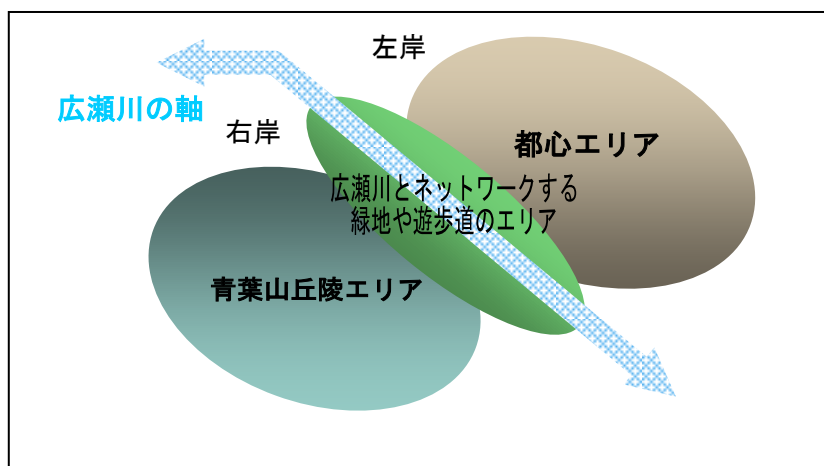 左岸
広瀬川の軸
右岸
都心エリア
広瀬川とネットワークする
緑地や遊歩道のエリア
青葉山丘陵エリア